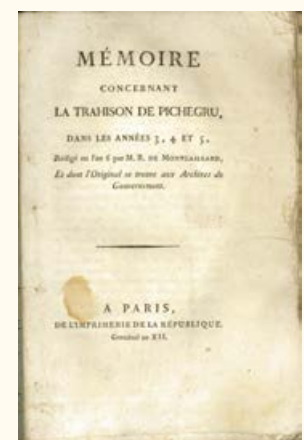 MÉMOIRE
CONCERNANT
LA TRAHISON DE PICHEGRU,
DANS LES ANNÉES 3, 4 ET 5,
Rédigé en l'an 6 par M. R. DE MONTGAILLARD,
Et dont l'Original se trouve aux Archives du
Gouvernement.
A PARIS,
DE L'IMPRIMERIE DE LA RÉPUBLIQUE.
Germinal an XII.